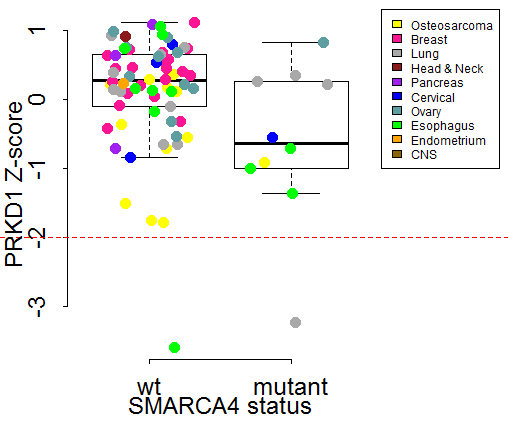 PRKD1 Z-score
1
0
-1
-2
-3
wt mutant
SMARCA4 status
Osteosarcoma
Breast
Lung
Head & Neck
Pancreas
Cervical
Ovary
Esophagus
Endometrium
CNS